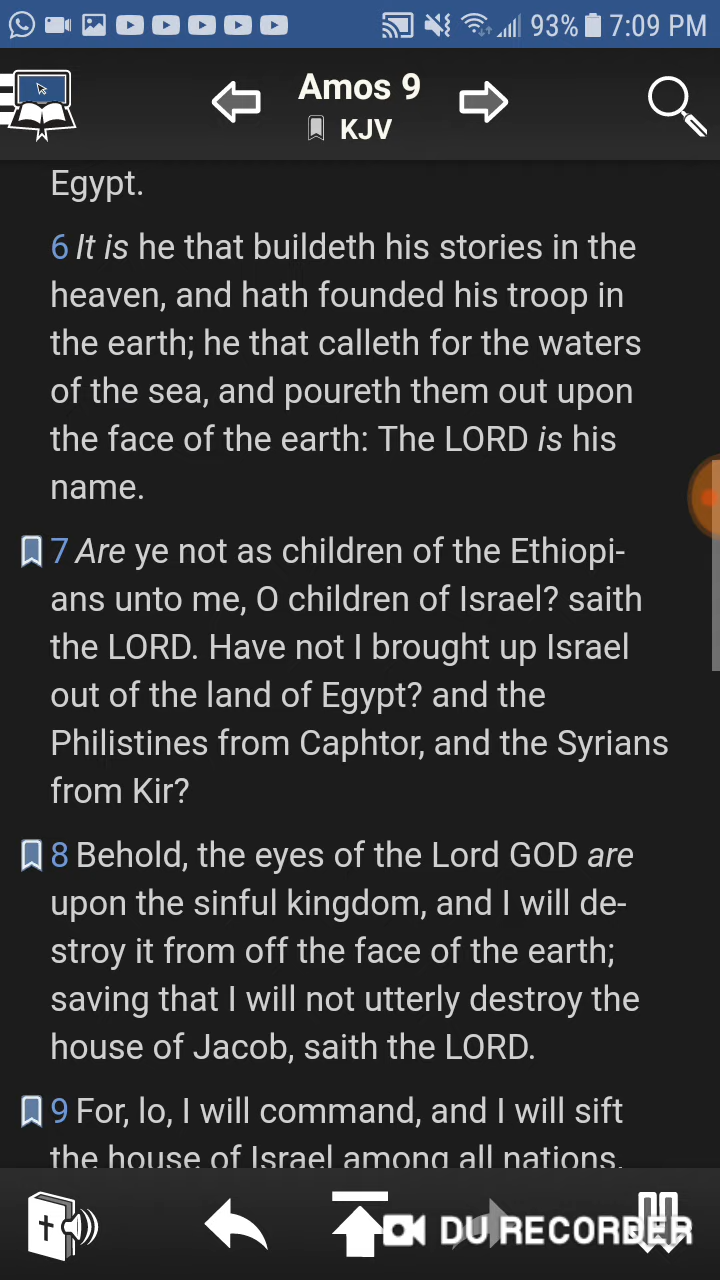 93% 7:09 PM
Amos 9
KJV
Egypt.
6 It is he that buildeth his stories in the
heaven, and hath founded his troop in
the earth; he that calleth for the waters
of the sea, and poureth them out upon
the face of the earth: The LORD is his
name.
7 Are ye not as children of the Ethiopi-
ans unto me, O children of Israel? saith
the LORD. Have not I brought up Israel
out of the land of Egypt? and the
Philistines from Caphtor, and the Syrians
from Kir?
8 Behold, the eyes of the Lord GOD are
upon the sinful kingdom, and I will de-
stroy it from off the face of the earth;
saving that I will not utterly destroy the
house of Jacob, saith the LORD.
9 For, lo, I will command, and I will sift
the house of Israel among all nations,
DU RECORDER